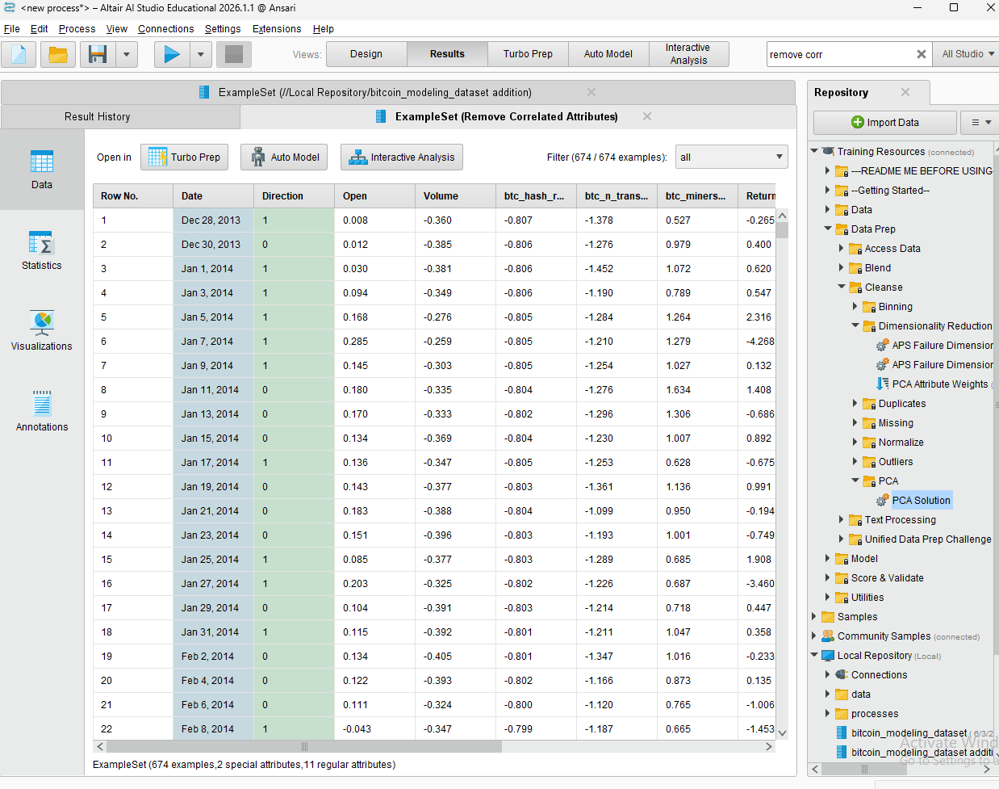 <new process*> – Altair AI Studio Educational 2026.1.1 @ Ansari
File Edit Process View Connections Settings Extensions Help
Views: Design Results Turbo Prep Auto Model Interactive Analysis remove corr All Studio
ExampleSet (//Local Repository/bitcoin_modeling_dataset addition)
Result History ExampleSet (Remove Correlated Attributes)
Open in Turbo Prep Auto Model Interactive Analysis Filter (674 / 674 examples): all
Data
Statistics
Visualizations
Annotations
Row No. Date Direction Open Volume btc_hash_r... btc_n_trans... btc_miners... Return
1 Dec 28, 2013 1 0.008 -0.360 -0.807 -1.378 0.527 -0.265
2 Dec 30, 2013 0 0.012 -0.385 -0.806 -1.276 0.979 0.400
3 Jan 1, 2014 1 0.030 -0.381 -0.806 -1.452 1.072 0.620
4 Jan 3, 2014 1 0.094 -0.349 -0.806 -1.190 0.789 0.547
5 Jan 5, 2014 1 0.168 -0.276 -0.805 -1.284 1.264 2.316
6 Jan 7, 2014 1 0.285 -0.259 -0.805 -1.210 1.279 -4.268
7 Jan 9, 2014 1 0.145 -0.303 -0.805 -1.254 1.027 0.132
8 Jan 11, 2014 0 0.180 -0.335 -0.804 -1.276 1.634 1.408
9 Jan 13, 2014 0 0.170 -0.333 -0.802 -1.296 1.306 -0.686
10 Jan 15, 2014 0 0.134 -0.369 -0.804 -1.230 1.007 0.892
11 Jan 17, 2014 1 0.136 -0.347 -0.805 -1.253 0.628 -0.675
12 Jan 19, 2014 0 0.143 -0.377 -0.803 -1.361 1.136 0.991
13 Jan 21, 2014 0 0.183 -0.388 -0.804 -1.099 0.950 -0.194
14 Jan 23, 2014 0 0.151 -0.396 -0.803 -1.193 1.001 -0.749
15 Jan 25, 2014 1 0.085 -0.377 -0.803 -1.289 0.685 1.908
16 Jan 27, 2014 1 0.203 -0.325 -0.802 -1.226 0.687 -3.460
17 Jan 29, 2014 0 0.104 -0.391 -0.803 -1.214 0.718 0.447
18 Jan 31, 2014 1 0.115 -0.392 -0.801 -1.211 1.047 0.358
19 Feb 2, 2014 0 0.134 -0.405 -0.801 -1.347 1.016 -0.233
20 Feb 4, 2014 0 0.122 -0.393 -0.802 -1.166 0.873 0.135
21 Feb 6, 2014 0 0.111 -0.324 -0.800 -1.120 0.765 -1.006
22 Feb 8, 2014 1 -0.043 -0.347 -0.799 -1.187 0.665 -1.453
ExampleSet (674 examples,2 special attributes,11 regular attributes)
Repository
Import Data
Training Resources (connected)
---README ME BEFORE USING
--Getting Started--
Data
Data Prep
Access Data
Blend
Cleanse
Binning
Dimensionality Reduction
APS Failure Dimension
APS Failure Dimension
PCA Attribute Weights
Duplicates
Missing
Normalize
Outliers
PCA
PCA Solution
Text Processing
Unified Data Prep Challenge
Model
Score & Validate
Utilities
Samples
Community Samples (connected)
Local Repository (Local)
Connections
data
processes
bitcoin_modeling_dataset ( 6/3/2
bitcoin_modeling_dataset additi
Activate Wind
Go to Settings to a